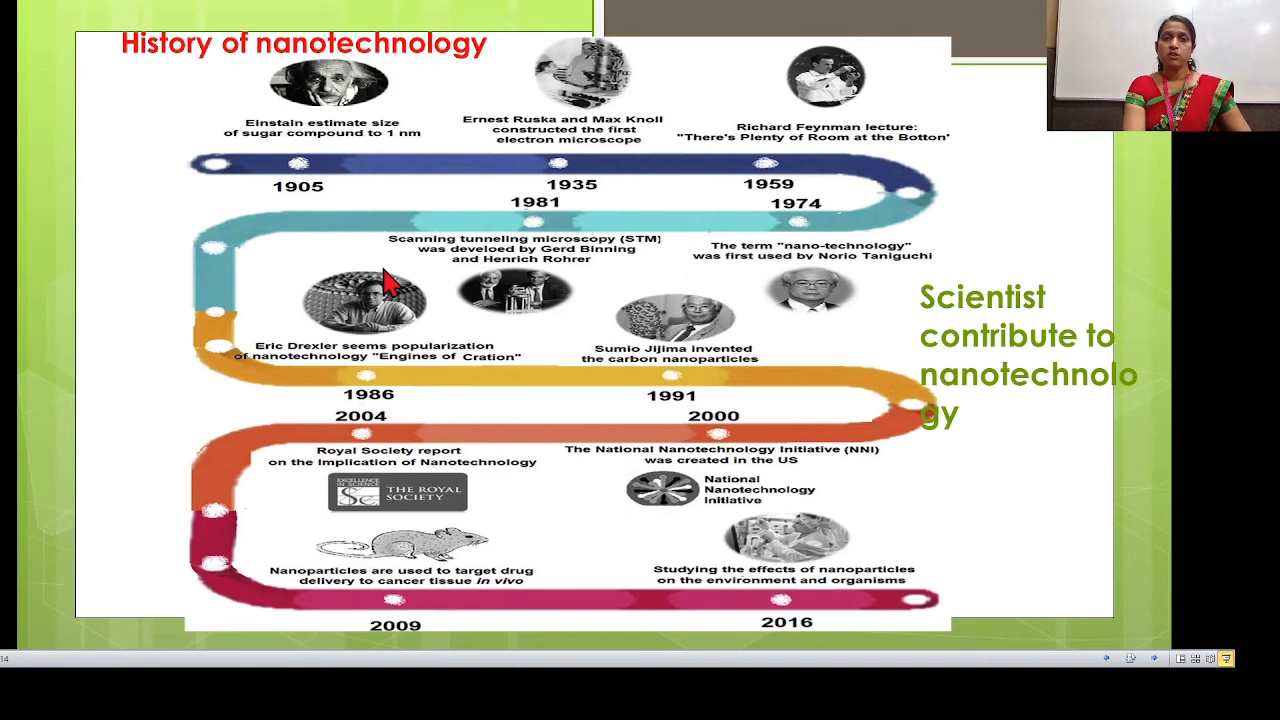 History of nanotechnology
Einstain estimate size
of sugar compound to 1 nm
Ernest Ruska and Max Knoll
constructed the first
electron microscope
Richard Feynman lecture:
"There's Plenty of Room at the Botton'
1905
1935
1959
1981
1974
Scanning tunneling microscopy (STM)
was develoed by Gerd Binning
and Henrich Rohrer
The term "nano-technology"
was first used by Norio Taniguchi
Scientist
contribute to
nanotechnolo
gy
Eric Drexler seems popularization
of nanotechnology "Engines of Cration"
Sumio Jijima invented
the carbon nanoparticles
1986
1991
2004
2000
Royal Society report
on the Implication of Nanotechnology
The National Nanotechnology Initiative (NNI)
was created in the US
EXCELLENCE
IN SCIENCE
THE ROYAL
SOCIETY
National
Nanotechnology
Initiative
Nanoparticles are used to target drug
delivery to cancer tissue in vivo
Studying the effects of nanoparticles
on the environment and organisms
2009
2016
14